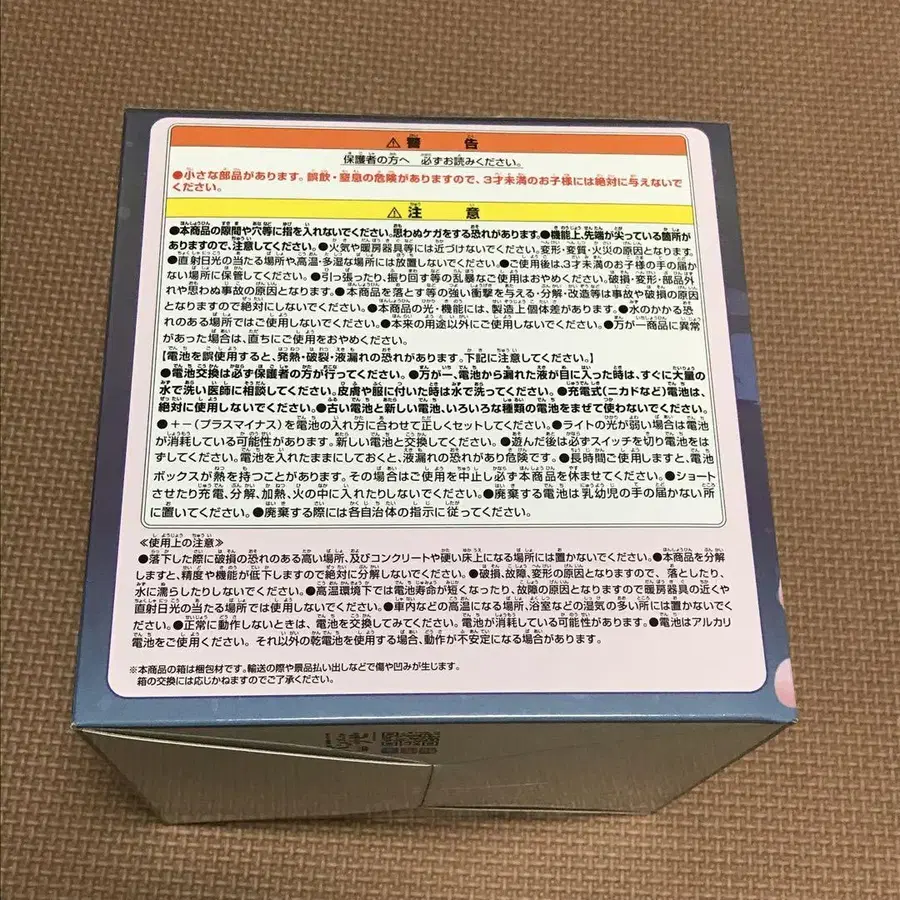 ⚠警告
保護者の方へ 必ずお読みください。
●小さな部品があります。誤飲・窒息の危険がありますので、3才未満のお子様には絶対に与えないで
ください。
⚠注意
●本商品の隙間や穴等に指を入れないでください。思わぬケガをする恐れがあります。●機能上、先端が尖っている箇所が
ありますので、注意してください。●火気や暖房器具等には近づけないでください。変形・変質・火災の原因となります。
●直射日光の当たる場所や高温・多湿な場所には放置しないでください。●ご使用後は、3才未満のお子様の手の届か
ない場所に保管してください。●引っ張ったり、振り回す等の乱暴なご使用はおやめください。破損・変形・部品外
れや思わぬ事故の原因となります。●本商品を落とす等の強い衝撃を与える・分解・改造等は事故や破損の原因
となりますので絶対にしないでください。●本商品の光・機能には、製造上個体差があります。●水のかかる恐
れのある場所ではご使用しないでください。●本来の用途以外にご使用しないでください。●万が一商品に異常
があった場合は、直ちにご使用をおやめください。
【電池を誤使用すると、発熱・破裂・液漏れの恐れがあります。下記に注意してください。】
●電池交換は必ず保護者の方が行ってください。●万が一、電池から漏れた液が目に入った時は、すぐに大量の
水で洗い医師に相談してください。皮膚や服に付いた時は水で洗ってください。●充電式(ニカドなど)電池は、
絶対に使用しないでください。●古い電池と新しい電池、いろいろな種類の電池をまぜて使わないでください。
●+-(プラスマイナス)を電池の入れ方に合わせて正しくセットしてください。●ライトの光が弱い場合は電池
が消耗している可能性があります。新しい電池と交換してください。●遊んだ後は必ずスイッチを切り電池をは
ずしてください。電池を入れたままにしておくと、液漏れの恐れがあり危険です。●長時間ご使用しますと、電池
ボックスが熱を持つことがあります。その場合はご使用を中止し必ず本商品を休ませてください。●ショート
させたり充電、分解、加熱、火の中に入れたりしないでください。●廃棄する電池は乳幼児の手の届かない所
に置いてください。●廃棄する際には各自治体の指示に従ってください。
≪使用上の注意≫
●落下した際に破損の恐れのある高い場所、及びコンクリートや硬い床上になる場所には置かないでください。●本商品を分解
しますと、精度や機能が低下しますので絶対に分解しないでください。●破損、故障、変形の原因となりますので、落としたり、
水に濡らしたりしないでください。●高温環境下では電池寿命が短くなったり、故障の原因となりますので暖房器具の近くや
直射日光の当たる場所では使用しないでください。●車内などの高温になる場所、浴室などの湿気の多い所には置かないでく
ださい。●正常に動作しないときは、電池を交換してみてください。電池が消耗している可能性があります。●電池はアルカリ
電池をご使用ください。それ以外の乾電池を使用する場合、動作が不安定になる場合があります。
※本商品の箱は梱包材です。輸送の際や景品払い出しなどで傷や凹みが生じます。
箱の交換には応じかねますのでご了承ください。